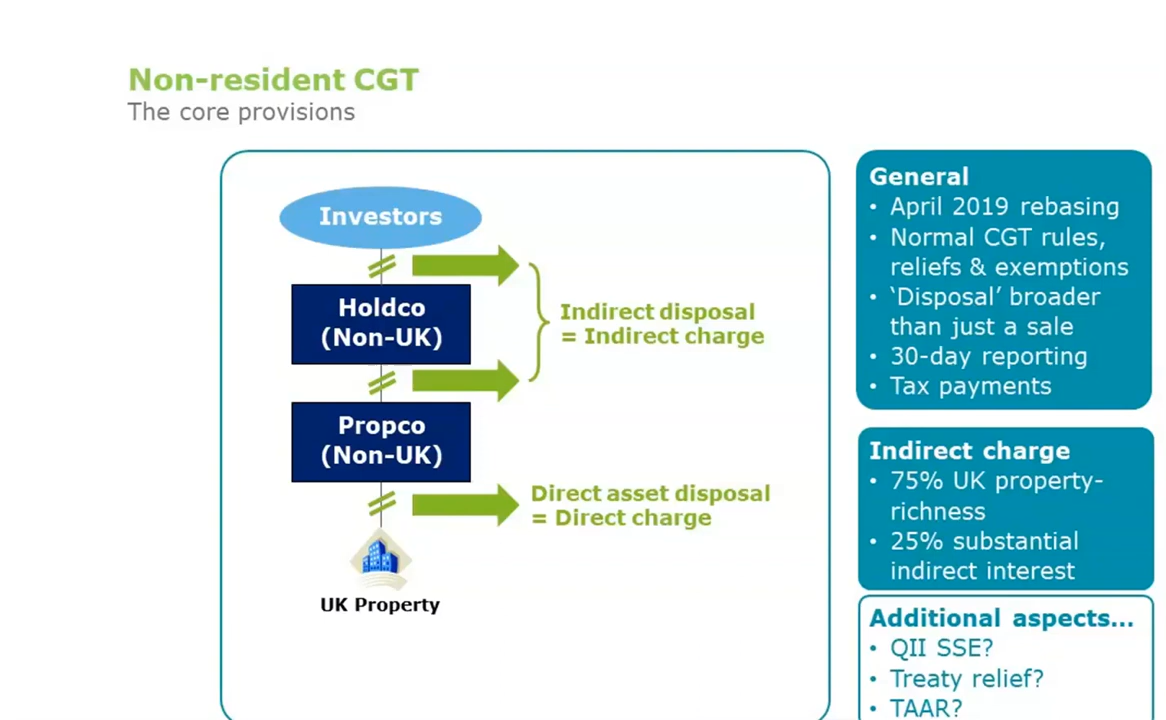 Non-resident CGT
The core provisions
Investors
Holdco
(Non-UK)
Indirect disposal
= Indirect charge
Propco
(Non-UK)
Direct asset disposal
= Direct charge
UK Property
General
• April 2019 rebasing
• Normal CGT rules,
reliefs & exemptions
• ‘Disposal’ broader
than just a sale
• 30-day reporting
• Tax payments
Indirect charge
• 75% UK property-
richness
• 25% substantial
indirect interest
Additional aspects...
• QII SSE?
• Treaty relief?
• TAAR?